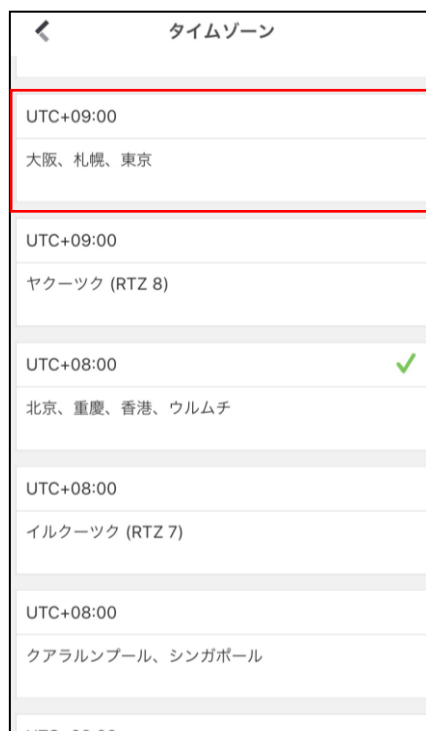 タイムゾーン
UTC+09:00
大阪、札幌、東京
UTC+09:00
ヤクーツク (RTZ 8)
UTC+08:00
北京、重慶、香港、ウルムチ
UTC+08:00
イルクーツク (RTZ 7)
UTC+08:00
クアラルンプール、シンガポール